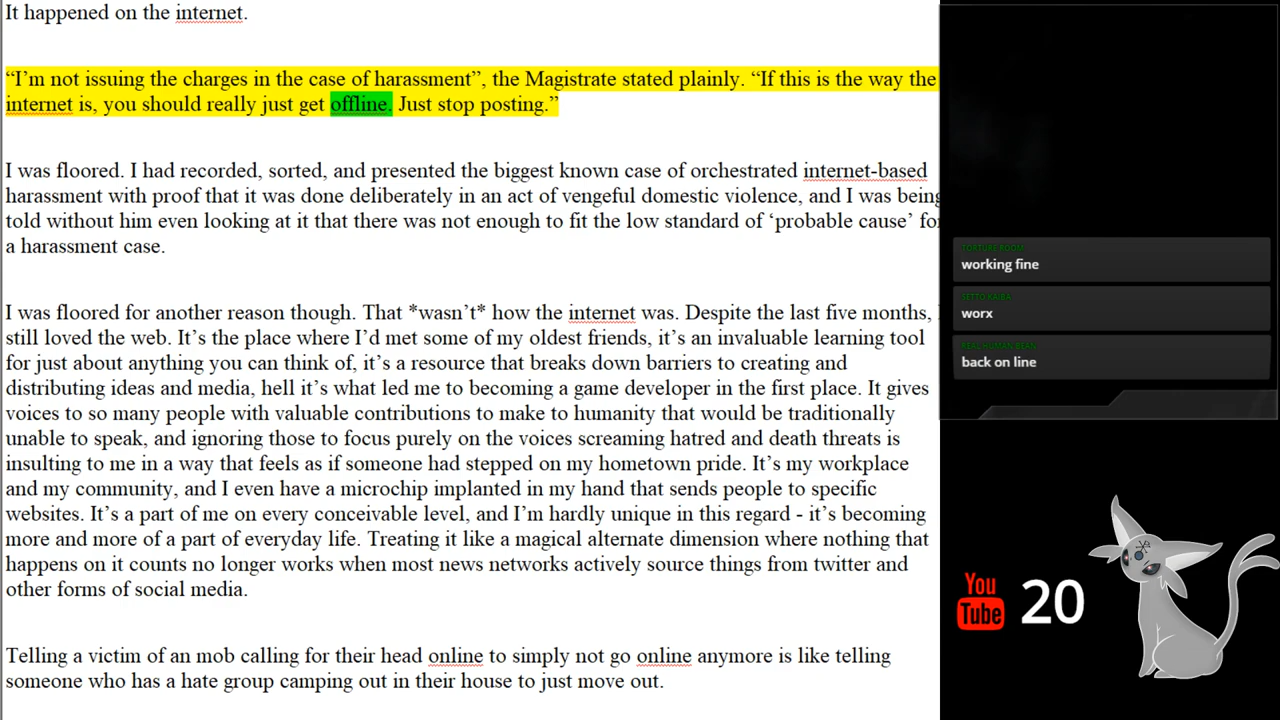 It happened on the internet.
“I’m not issuing the charges in the case of harassment”, the Magistrate stated plainly. “If this is the way the
internet is, you should really just get offline. Just stop posting.”
I was floored. I had recorded, sorted, and presented the biggest known case of orchestrated internet-based
harassment with proof that it was done deliberately in an act of vengeful domestic violence, and I was being
told without him even looking at it that there was not enough to fit the low standard of ‘probable cause’ for
a harassment case.
I was floored for another reason though. That *wasn’t* how the internet was. Despite the last five months,
still loved the web. It’s the place where I’d met some of my oldest friends, it’s an invaluable learning tool
for just about anything you can think of, it’s a resource that breaks down barriers to creating and
distributing ideas and media, hell it’s what led me to becoming a game developer in the first place. It gives
voices to so many people with valuable contributions to make to humanity that would be traditionally
unable to speak, and ignoring those to focus purely on the voices screaming hatred and death threats is
insulting to me in a way that feels as if someone had stepped on my hometown pride. It’s my workplace
and my community, and I even have a microchip implanted in my hand that sends people to specific
websites. It’s a part of me on every conceivable level, and I’m hardly unique in this regard - it’s becoming
more and more of a part of everyday life. Treating it like a magical alternate dimension where nothing that
happens on it counts no longer works when most news networks actively source things from twitter and
other forms of social media.
Telling a victim of an mob calling for their head online to simply not go online anymore is like telling
someone who has a hate group camping out in their house to just move out.
TORTURE ROOM
working fine
SETTO KAIBA
worx
REAL HUMAN BEAN
back on line
You
Tube
20